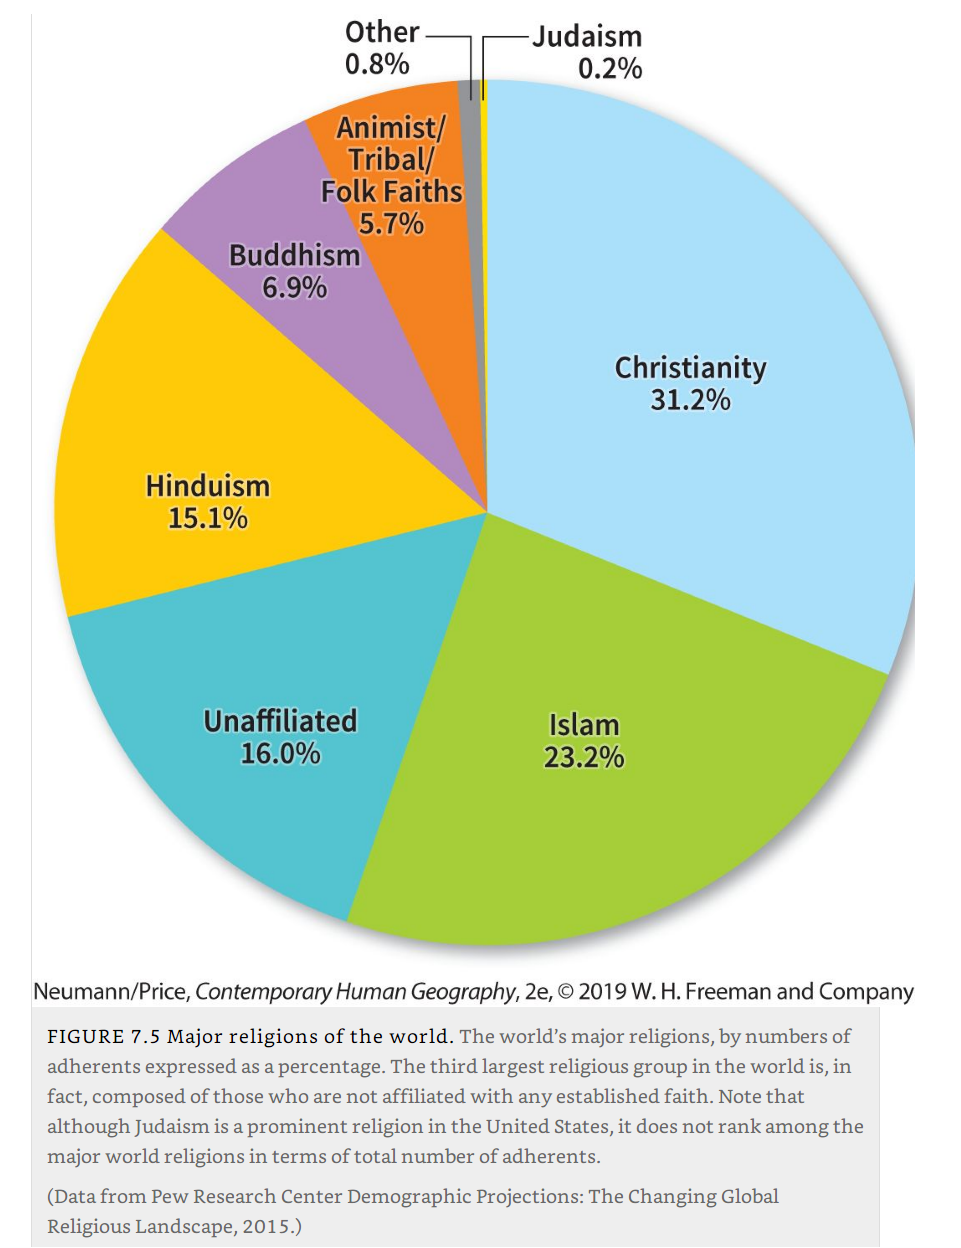 Other
0.8%
Judaism
0.2%
Animist/
Tribal/
Folk Faiths
5.7%
Buddhism
6.9%
Christianity
31.2%
Hinduism
15.1%
Unaffiliated
16.0%
Islam
23.2%
Neumann/Price, Contemporary Human Geography, 2e, © 2019 W. H. Freeman and Company
FIGURE 7.5 Major religions of the world. The world’s major religions, by numbers of
adherents expressed as a percentage. The third largest religious group in the world is, in
fact, composed of those who are not affiliated with any established faith. Note that
although Judaism is a prominent religion in the United States, it does not rank among the
major world religions in terms of total number of adherents.
(Data from Pew Research Center Demographic Projections: The Changing Global
Religious Landscape, 2015.)